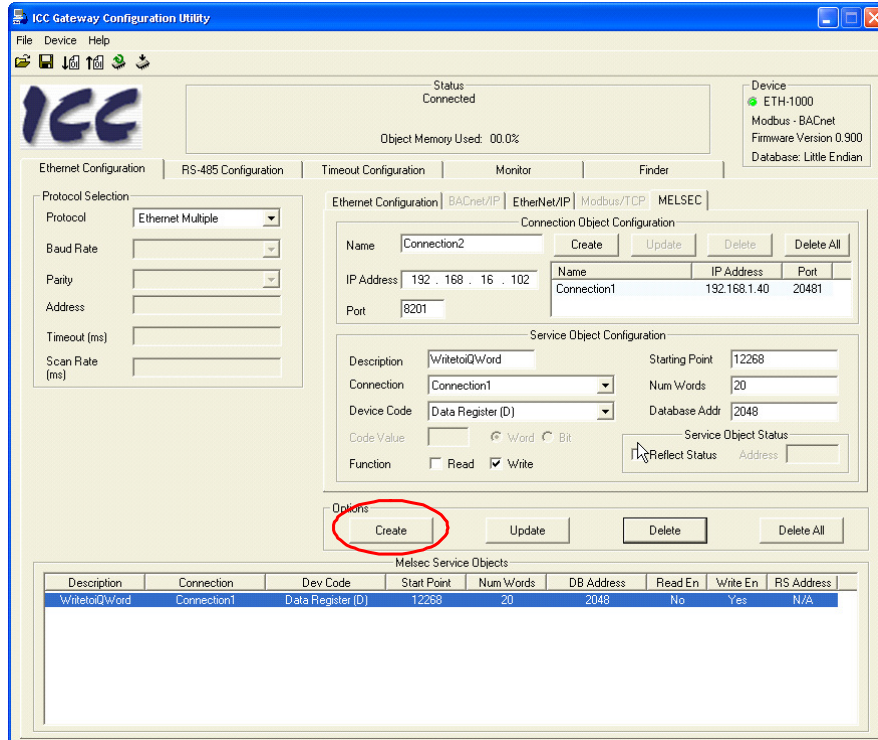 ICC Gateway Configuration Utility
File Device Help
ICC
Status
Connected
Object Memory Used: 00.0%
Device
ETH-1000
Modbus - BACnet
Firmware Version 0.900
Database: Little Endian
Ethernet Configuration RS-485 Configuration Timeout Configuration Monitor Finder
Protocol Selection
Protocol Ethernet Multiple
Baud Rate
Parity
Address
Timeout (ms)
Scan Rate
(ms)
Ethernet Configuration BACnet/IP EtherNet/IP Modbus/TCP MELSEC
Connection Object Configuration
Name Connection2 Create Update Delete Delete All
IP Address 192 . 168 . 16 . 102
Port 8201
Name IP Address Port
Connection1 192.168.1.40 20481
Service Object Configuration
Description WritetoiQWord Starting Point 12268
Connection Connection1 Num Words 20
Device Code Data Register (D) Database Addr 2048
Code Value Word Bit
Function Read Write
Service Object Status
Reflect Status Address
Options
Create Update Delete Delete All
Melsec Service Objects
Description Connection Dev Code Start Point Num Words DB Address Read En Write En RS Address
WritetoiQWord Connection1 Data Register (D) 12268 20 2048 No Yes N/A